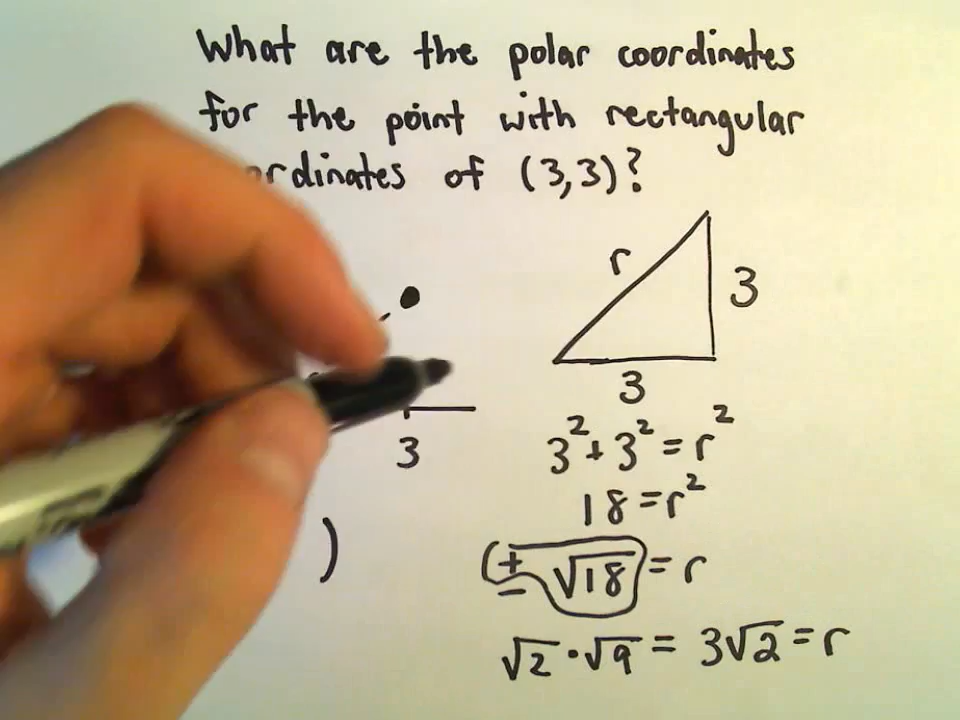 What are the polar coordinates
for the point with rectangular
ordinates of (3,3)?
r
3
3
3
3² + 3² = r²
18 = r²
)
(± √18 = r
√2 · √9 = 3√2 = r